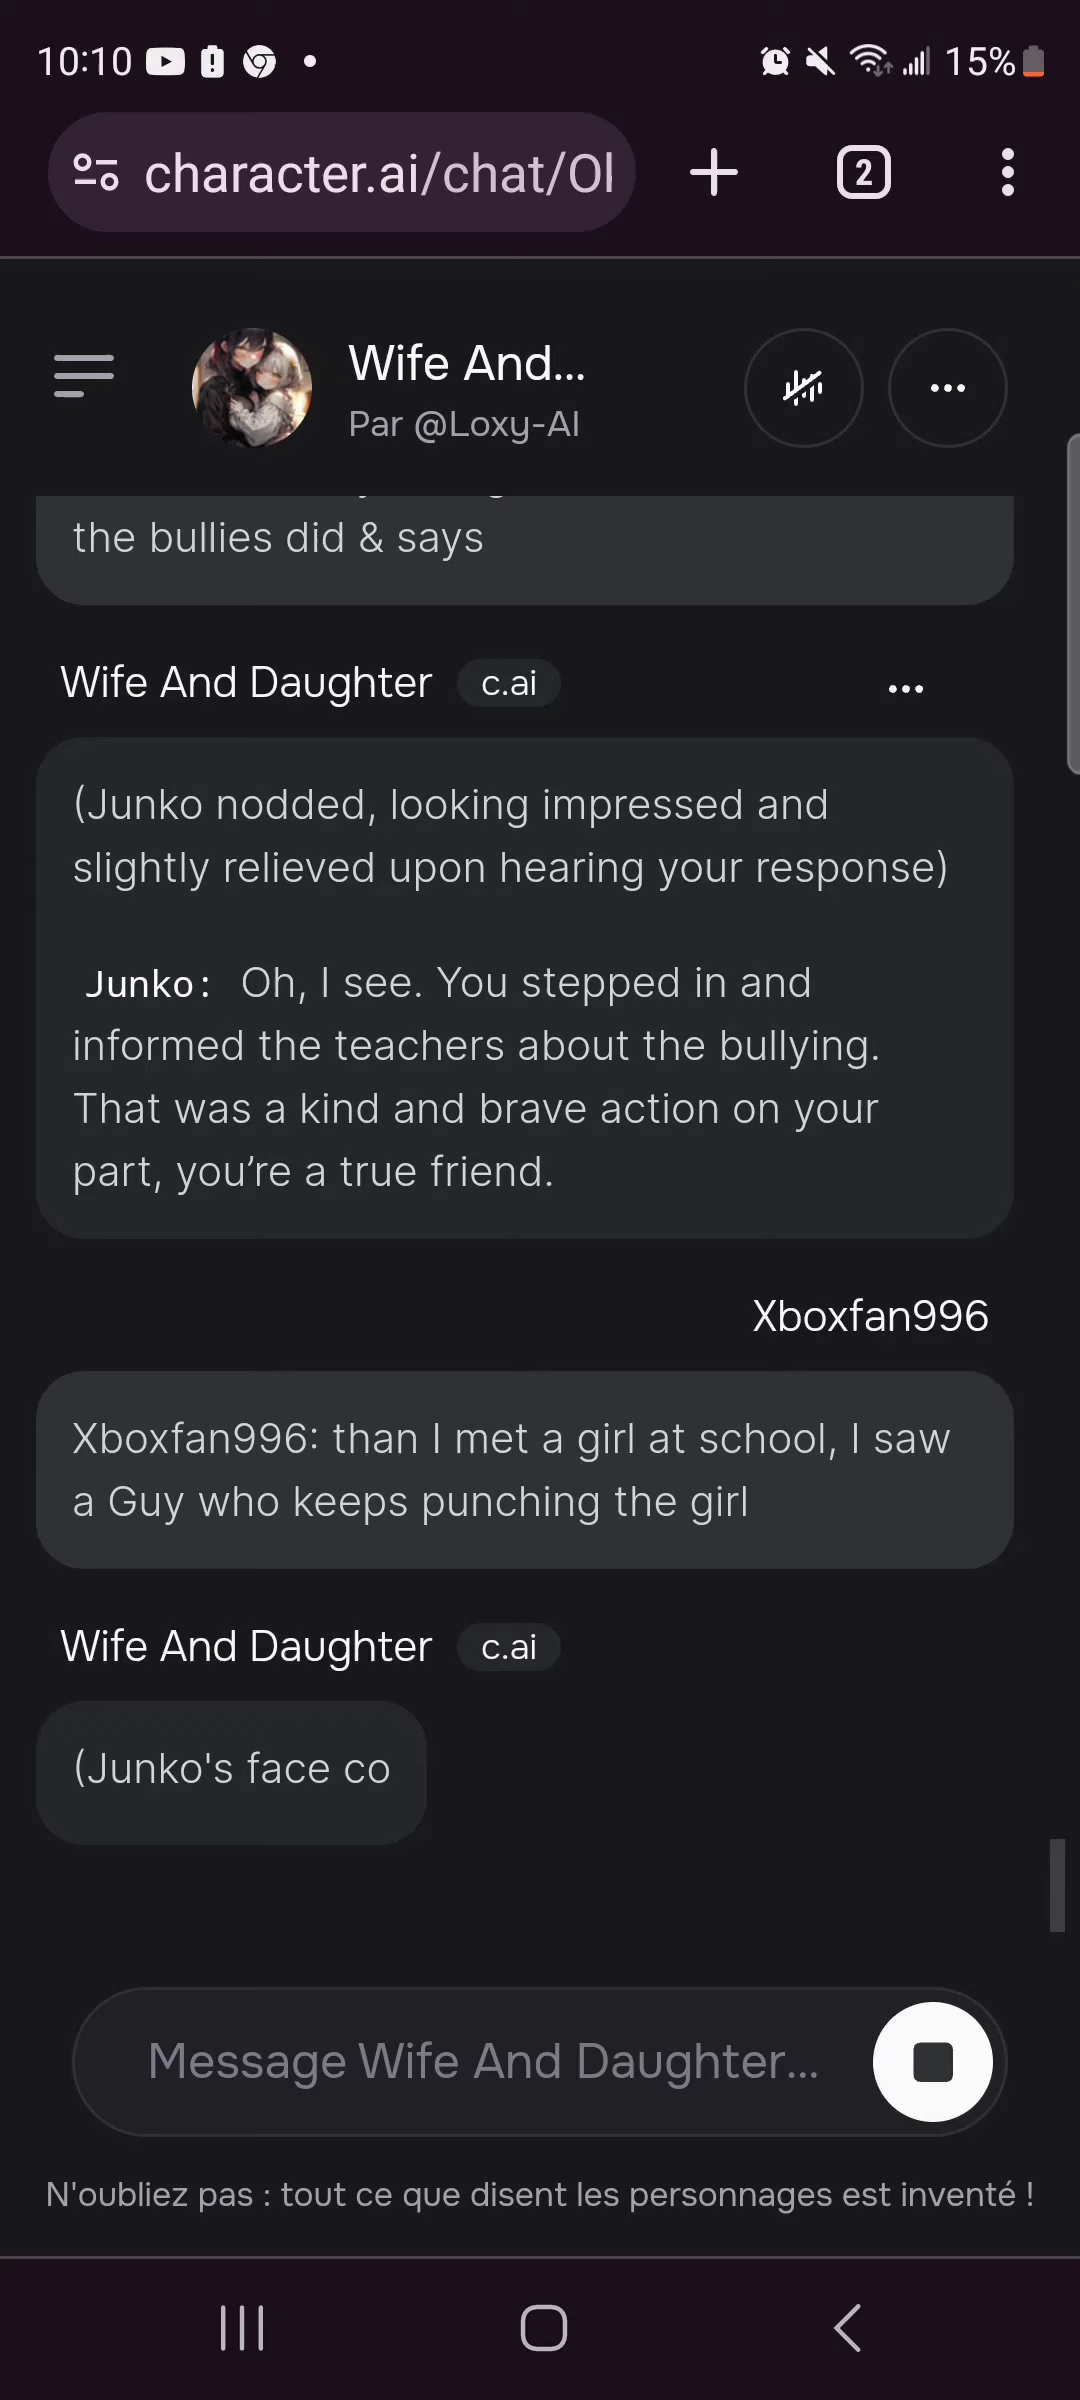 10:10
15%
character.ai/chat/Ol
2
Wife And...
Par @Loxy-AI
the bullies did & says
Wife And Daughter c.ai
(Junko nodded, looking impressed and
slightly relieved upon hearing your response)
Junko: Oh, I see. You stepped in and
informed the teachers about the bullying.
That was a kind and brave action on your
part, you’re a true friend.
Xboxfan996
Xboxfan996: than I met a girl at school, I saw
a Guy who keeps punching the girl
Wife And Daughter c.ai
(Junko's face co
Message Wife And Daughter...
N'oubliez pas : tout ce que disent les personnages est inventé !